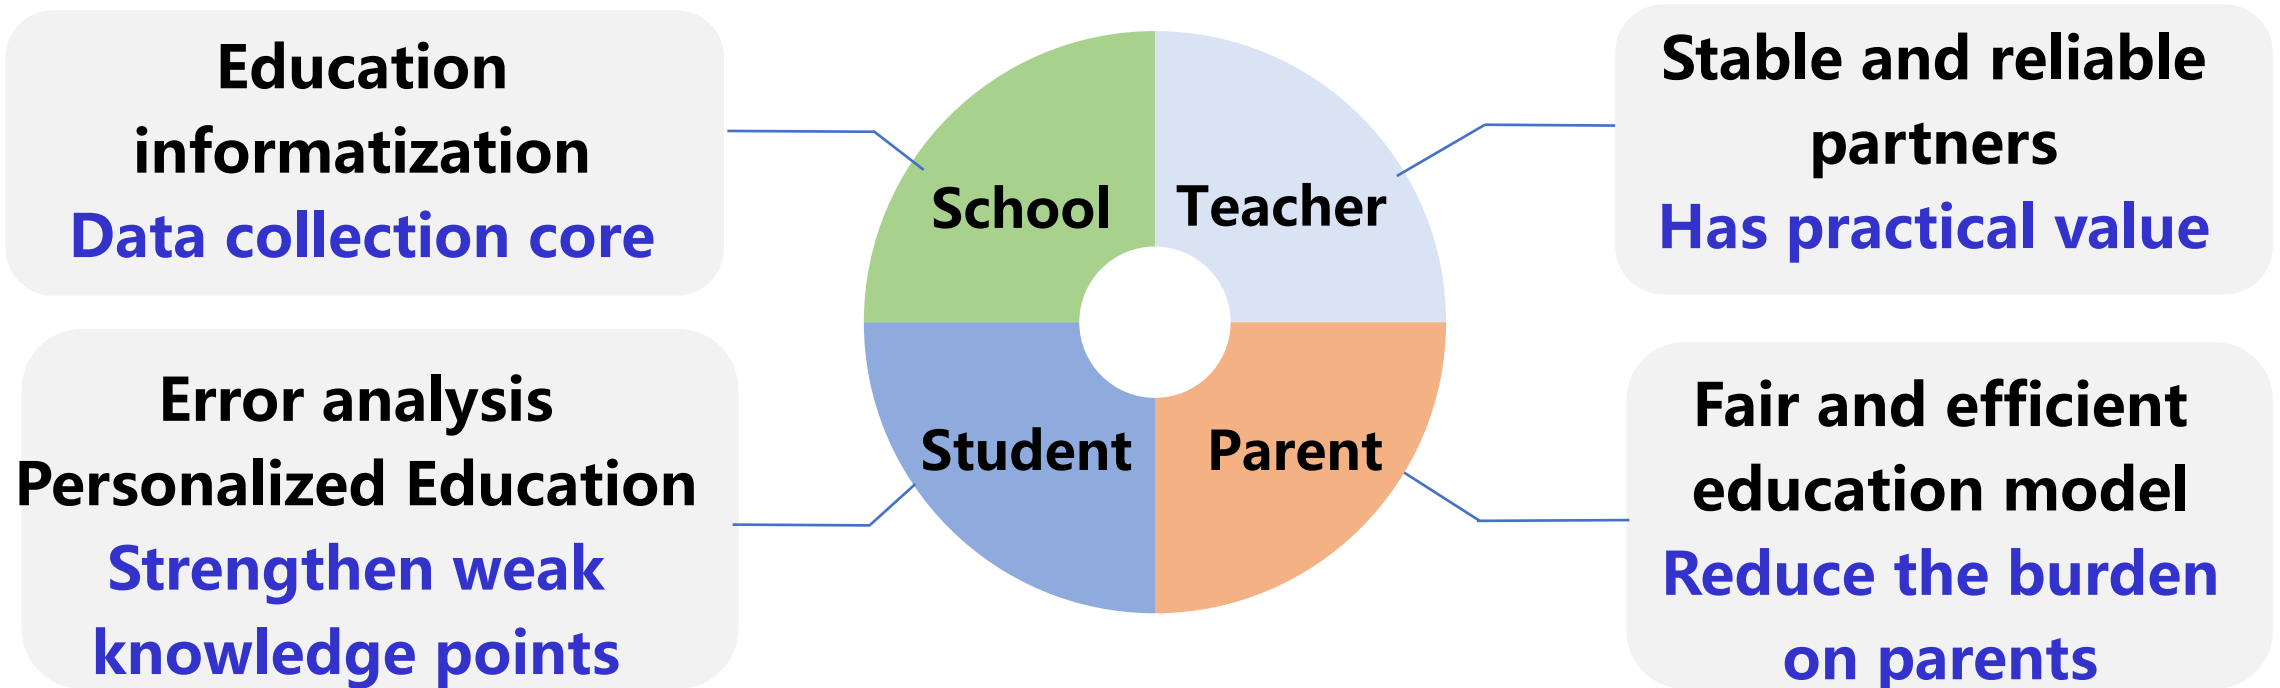 Education
informatization
Data collection core
School
Teacher
Stable and reliable
partners
Has practical value
Error analysis
Personalized Education
Strengthen weak
knowledge points
Student
Parent
Fair and efficient
education model
Reduce the burden
on parents